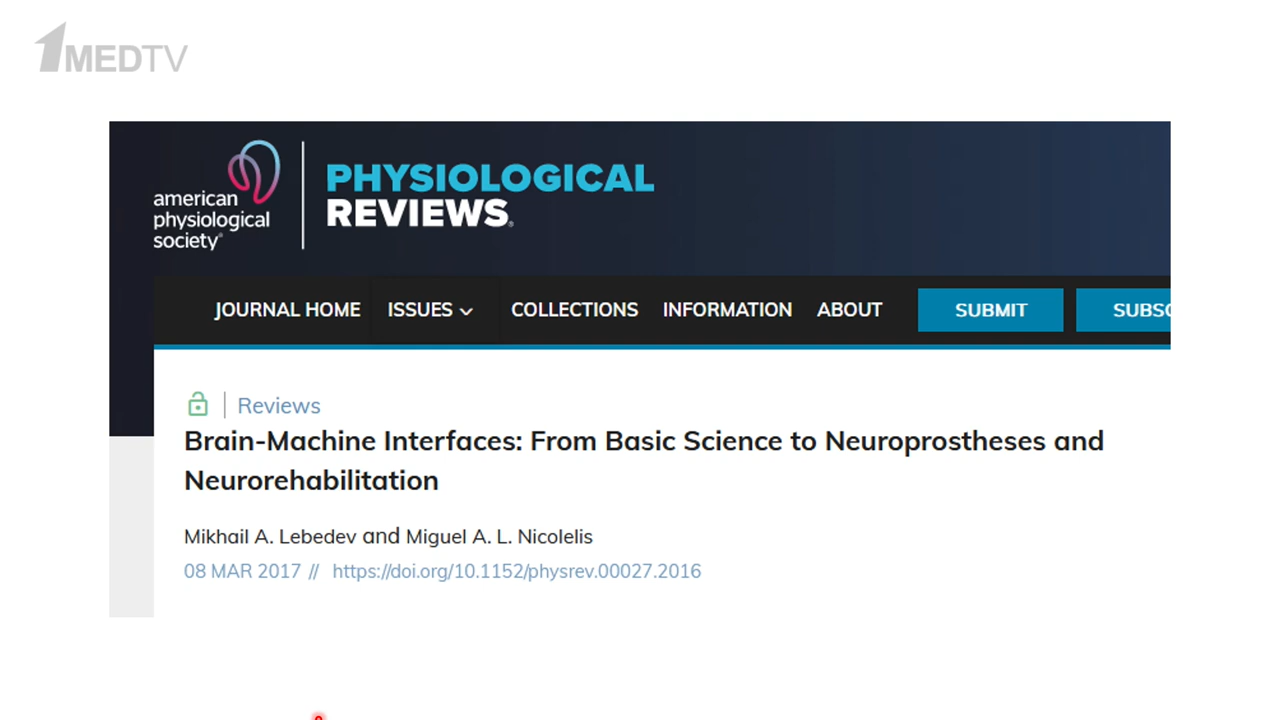 1MEDTV
american
physiological
society®
PHYSIOLOGICAL
REVIEWS®
JOURNAL HOME ISSUES COLLECTIONS INFORMATION ABOUT SUBMIT SUBSC
Reviews
Brain-Machine Interfaces: From Basic Science to Neuroprostheses and
Neurorehabilitation
Mikhail A. Lebedev and Miguel A. L. Nicolelis
08 MAR 2017 // https://doi.org/10.1152/physrev.00027.2016